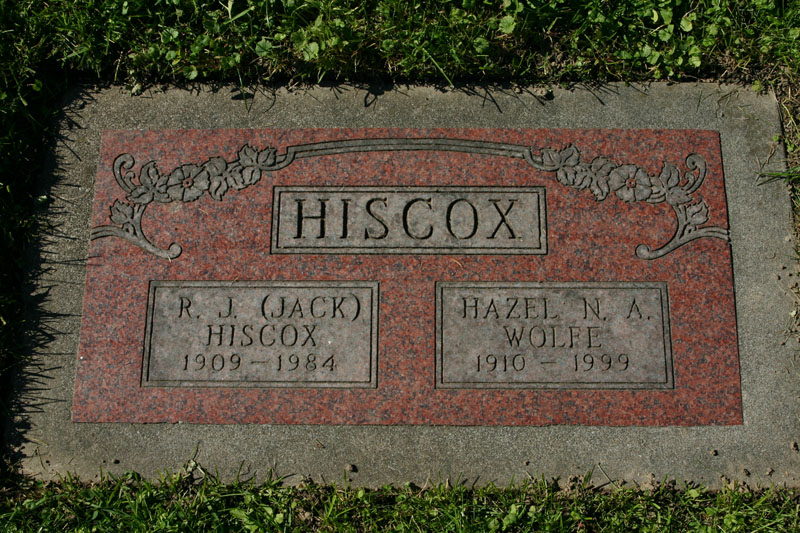 HISCOX
R. J. (JACK)
HISCOX
1909 - 1984
HAZEL N. A.
WOLFE
1910 - 1999